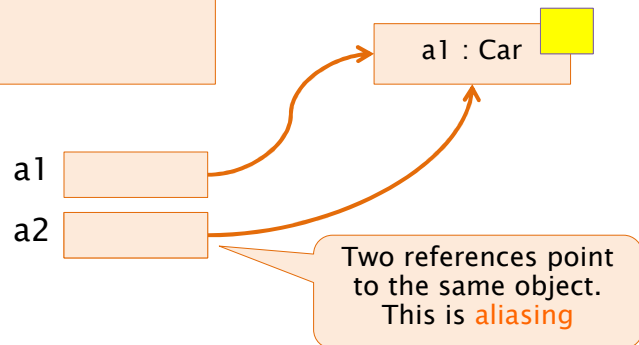 a1 : Car
a1
a2
Two references point
to the same object.
This is aliasing